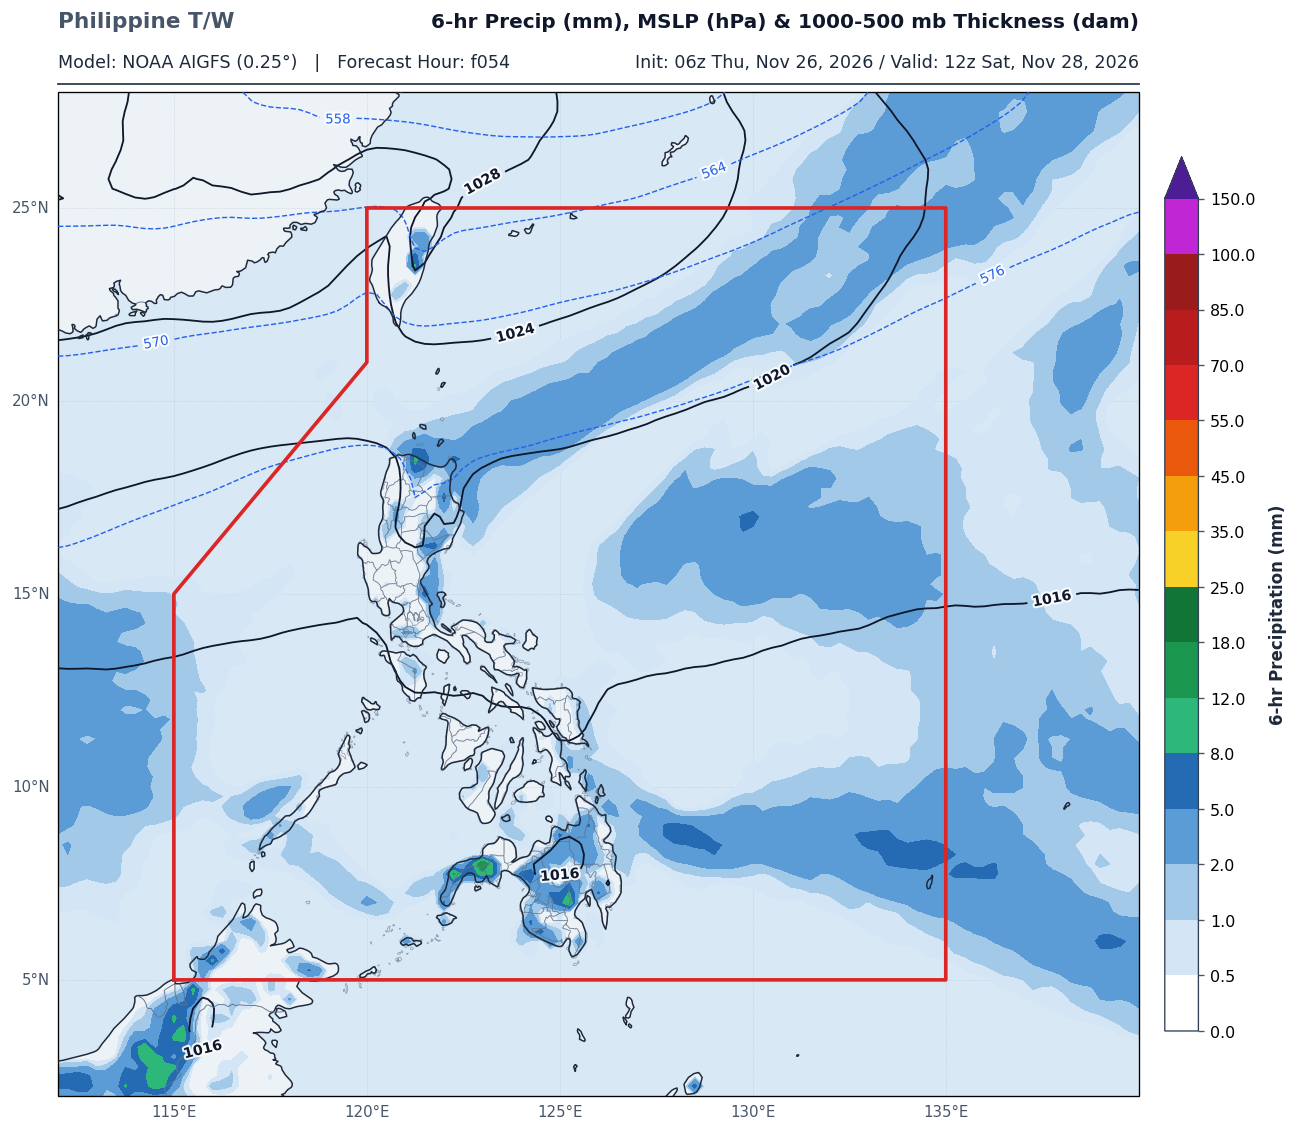 Philippine T/W
6-hr Precip (mm), MSLP (hPa) & 1000-500 mb Thickness (dam)
Model: NOAA AIGFS (0.25°) | Forecast Hour: f054
Init: 06z Thu, Nov 26, 2026 / Valid: 12z Sat, Nov 28, 2026
558
1028
564
576
1024
570
1020
1016
1016
1016
25°N
20°N
15°N
10°N
5°N
115°E
120°E
125°E
130°E
135°E
150.0
100.0
85.0
70.0
55.0
45.0
35.0
25.0
18.0
12.0
8.0
5.0
2.0
1.0
0.5
0.0
6-hr Precipitation (mm)